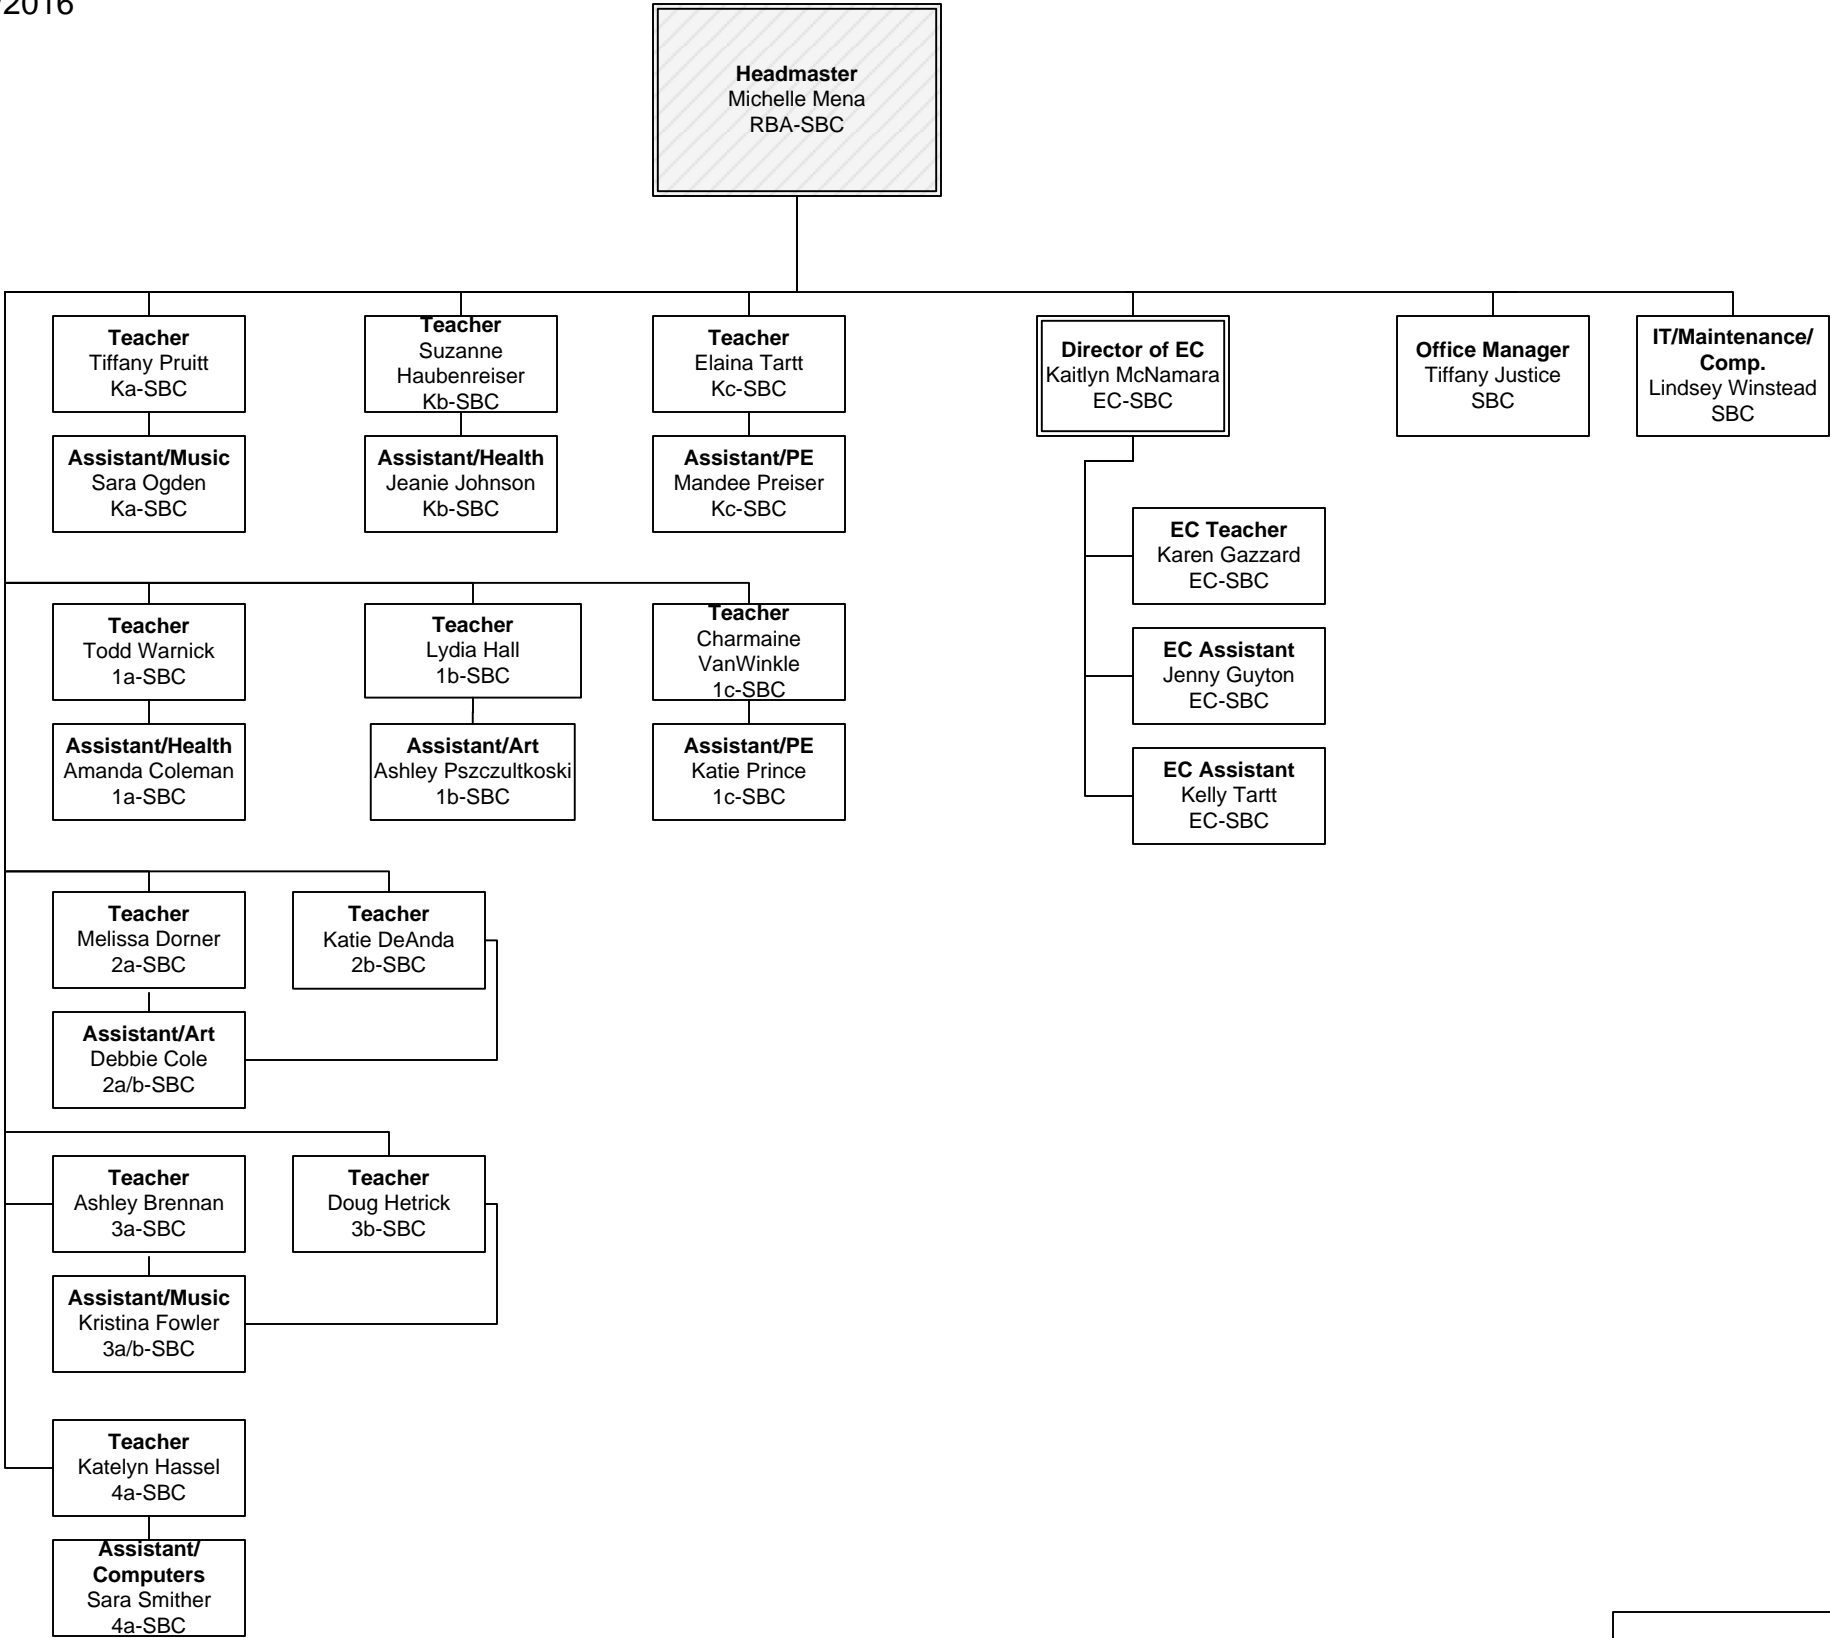 /2016
Headmaster
Michelle Mena
RBA-SBC
Teacher
Tiffany Pruitt
Ka-SBC
Teacher
Suzanne
Haubenreiser
Kb-SBC
Teacher
Elaina Tartt
Kc-SBC
Director of EC
Kaitlyn McNamara
EC-SBC
Office Manager
Tiffany Justice
SBC
IT/Maintenance/
Comp.
Lindsey Winstead
SBC
Assistant/Music
Sara Ogden
Ka-SBC
Assistant/Health
Jeanie Johnson
Kb-SBC
Assistant/PE
Mandee Preiser
Kc-SBC
EC Teacher
Karen Gazzard
EC-SBC
EC Assistant
Jenny Guyton
EC-SBC
EC Assistant
Kelly Tartt
EC-SBC
Teacher
Todd Warnick
1a-SBC
Teacher
Lydia Hall
1b-SBC
Teacher
Charmaine
VanWinkle
1c-SBC
Assistant/Health
Amanda Coleman
1a-SBC
Assistant/Art
Ashley Pszczultkoski
1b-SBC
Assistant/PE
Katie Prince
1c-SBC
Teacher
Melissa Dorner
2a-SBC
Teacher
Katie DeAnda
2b-SBC
Assistant/Art
Debbie Cole
2a/b-SBC
Teacher
Ashley Brennan
3a-SBC
Teacher
Doug Hetrick
3b-SBC
Assistant/Music
Kristina Fowler
3a/b-SBC
Teacher
Katelyn Hassel
4a-SBC
Assistant/
Computers
Sara Smither
4a-SBC